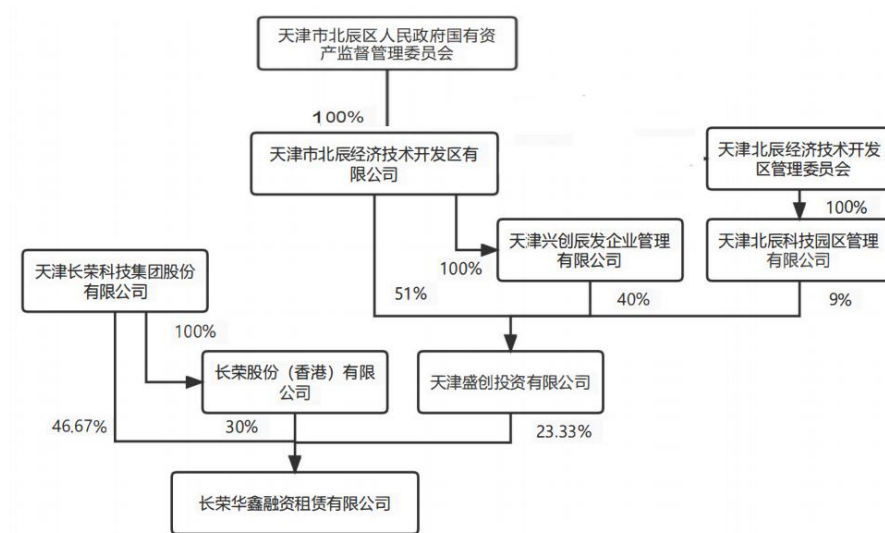 天津市北辰区人民政府国有资
产监督管理委员会
100%
天津市北辰经济技术开发区有
限公司
天津北辰经济技术开发
区管理委员会
100%
天津兴创辰发企业管理
有限公司
天津北辰科技园区管理
有限公司
天津长荣科技集团股份
有限公司
100%
51%
40%
9%
100%
长荣股份（香港）有限
公司
天津盛创投资有限公司
46.67%
30%
23.33%
长荣华鑫融资租赁有限公司